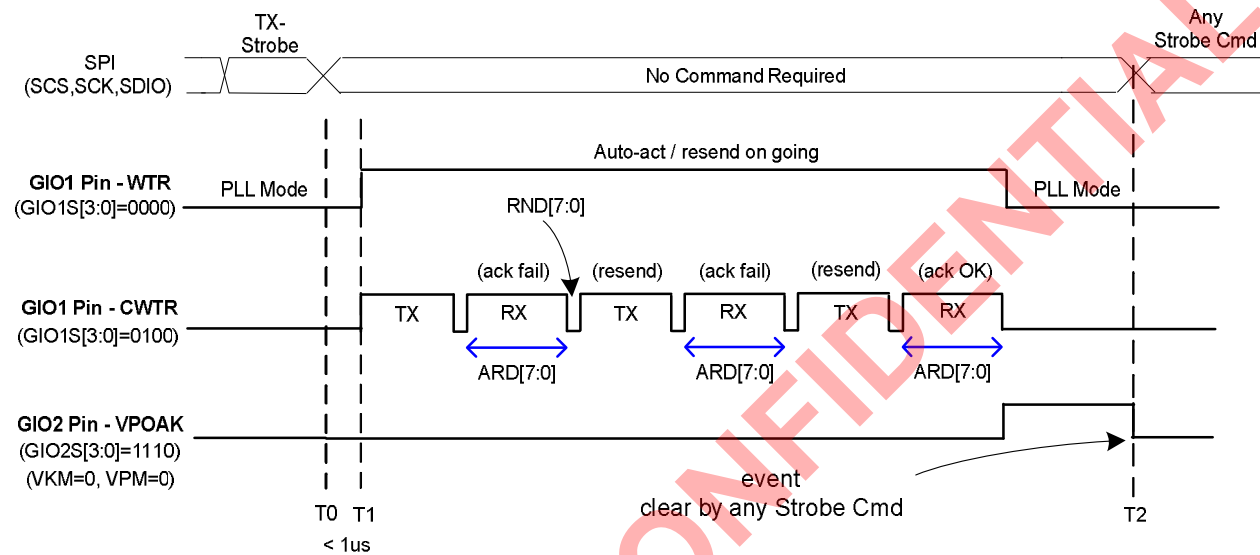 TX-
Strobe
Any
Strobe Cmd
SPI
(SCS,SCK,SDIO)
No Command Required
Auto-act / resend on going
GIO1 Pin - WTR
(GIO1S[3:0]=0000)
PLL Mode
PLL Mode
RND[7:0]
(ack fail)
(resend)
(ack fail)
(resend)
(ack OK)
GIO1 Pin - CWTR
(GIO1S[3:0]=0100)
TX
RX
TX
RX
TX
RX
ARD[7:0]
ARD[7:0]
ARD[7:0]
GIO2 Pin - VPOAK
(GIO2S[3:0]=1110)
(VKM=0, VPM=0)
event
clear by any Strobe Cmd
T0
T1
T2
< 1us
ONFIDENTIAL